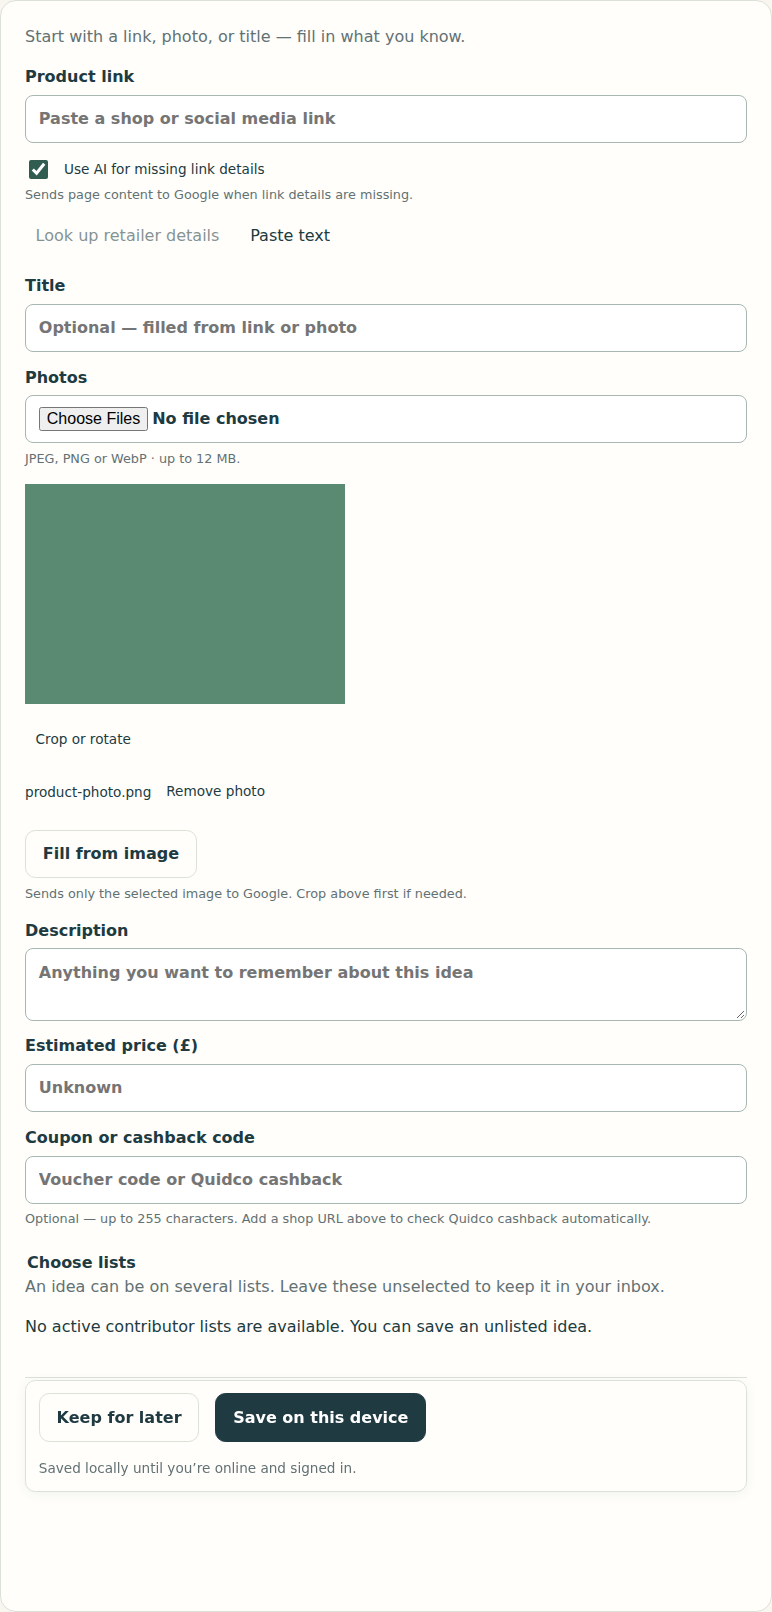 Start with a link, photo, or title — fill in what you know.
Product link
Paste a shop or social media link
Use AI for missing link details
Sends page content to Google when link details are missing.
Look up retailer details Paste text
Title
Optional — filled from link or photo
Photos
Choose Files No file chosen
JPEG, PNG or WebP · up to 12 MB.
Crop or rotate
product-photo.png Remove photo
Fill from image
Sends only the selected image to Google. Crop above first if needed.
Description
Anything you want to remember about this idea
Estimated price (£)
Unknown
Coupon or cashback code
Voucher code or Quidco cashback
Optional — up to 255 characters. Add a shop URL above to check Quidco cashback automatically.
Choose lists
An idea can be on several lists. Leave these unselected to keep it in your inbox.
No active contributor lists are available. You can save an unlisted idea.
Keep for later Save on this device
Saved locally until you’re online and signed in.